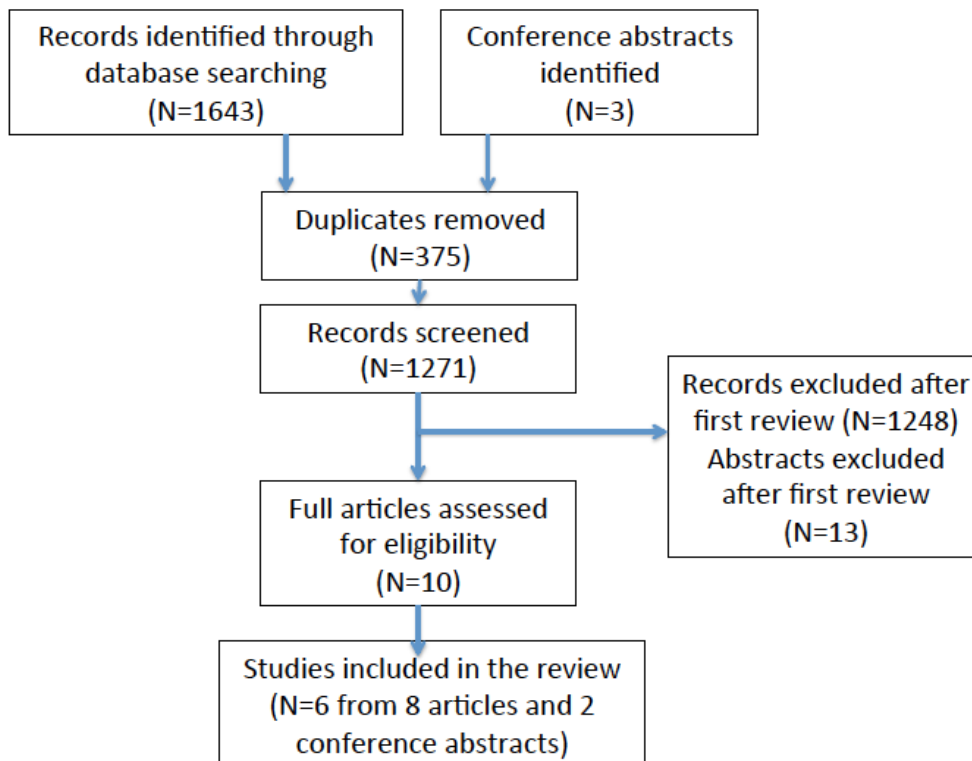 Records identified through
database searching
(N=1643)
Conference abstracts
identified
(N=3)
Duplicates removed
(N=375)
Records screened
(N=1271)
Records excluded after
first review (N=1248)
Abstracts excluded
after first review
(N=13)
Full articles assessed
for eligibility
(N=10)
Studies included in the review
(N=6 from 8 articles and 2
conference abstracts)